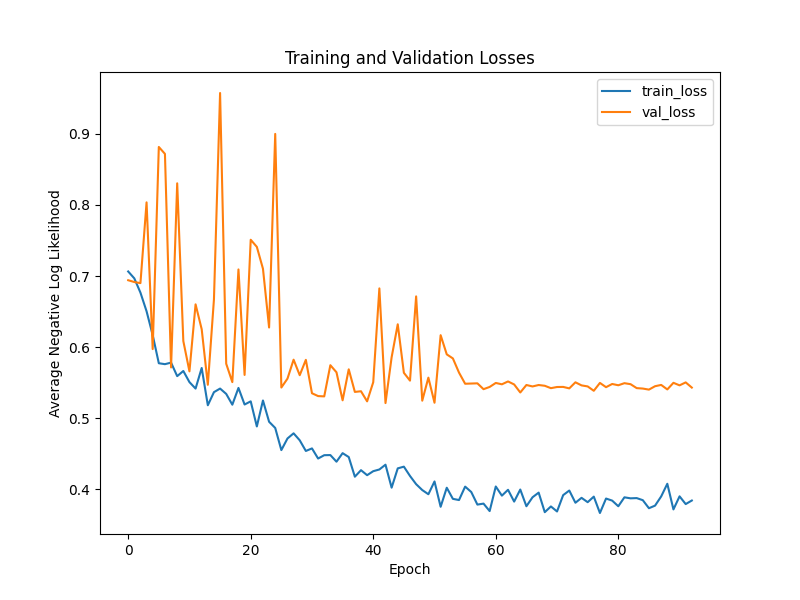 Training and Validation Losses
train_loss
val_loss
0.9
0.8
0.7
0.6
0.5
0.4
Average Negative Log Likelihood
0
20
40
60
80
Epoch